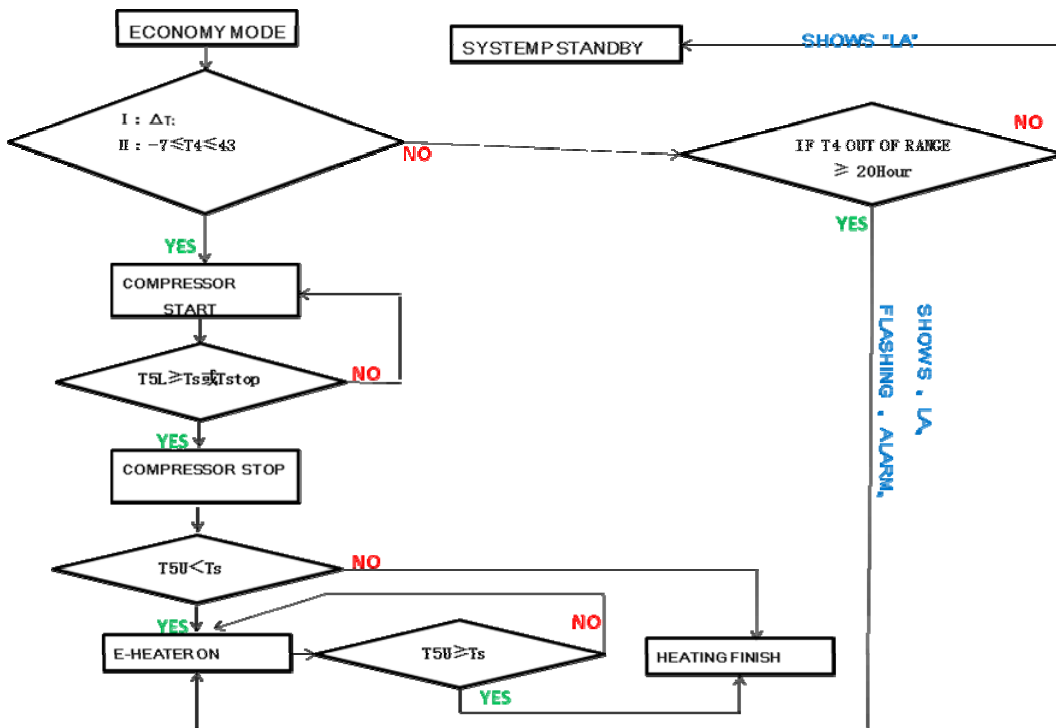 ECONOMY MODE
SYSTEMP STANDBY
SHOWS "LA"
I : △T:
II : -7≤T4≤43
NO
IF T4 OUT OF RANGE
≥ 20Hour
NO
YES
YES
COMPRESSOR
START
SHOWS , LA,
FLASHING , ALARM,
T5L≥Ts或Tstop
NO
YES
COMPRESSOR STOP
T5U<Ts
NO
YES
E-HEATER ON
T5U≥Ts
NO
YES
HEATING FINISH